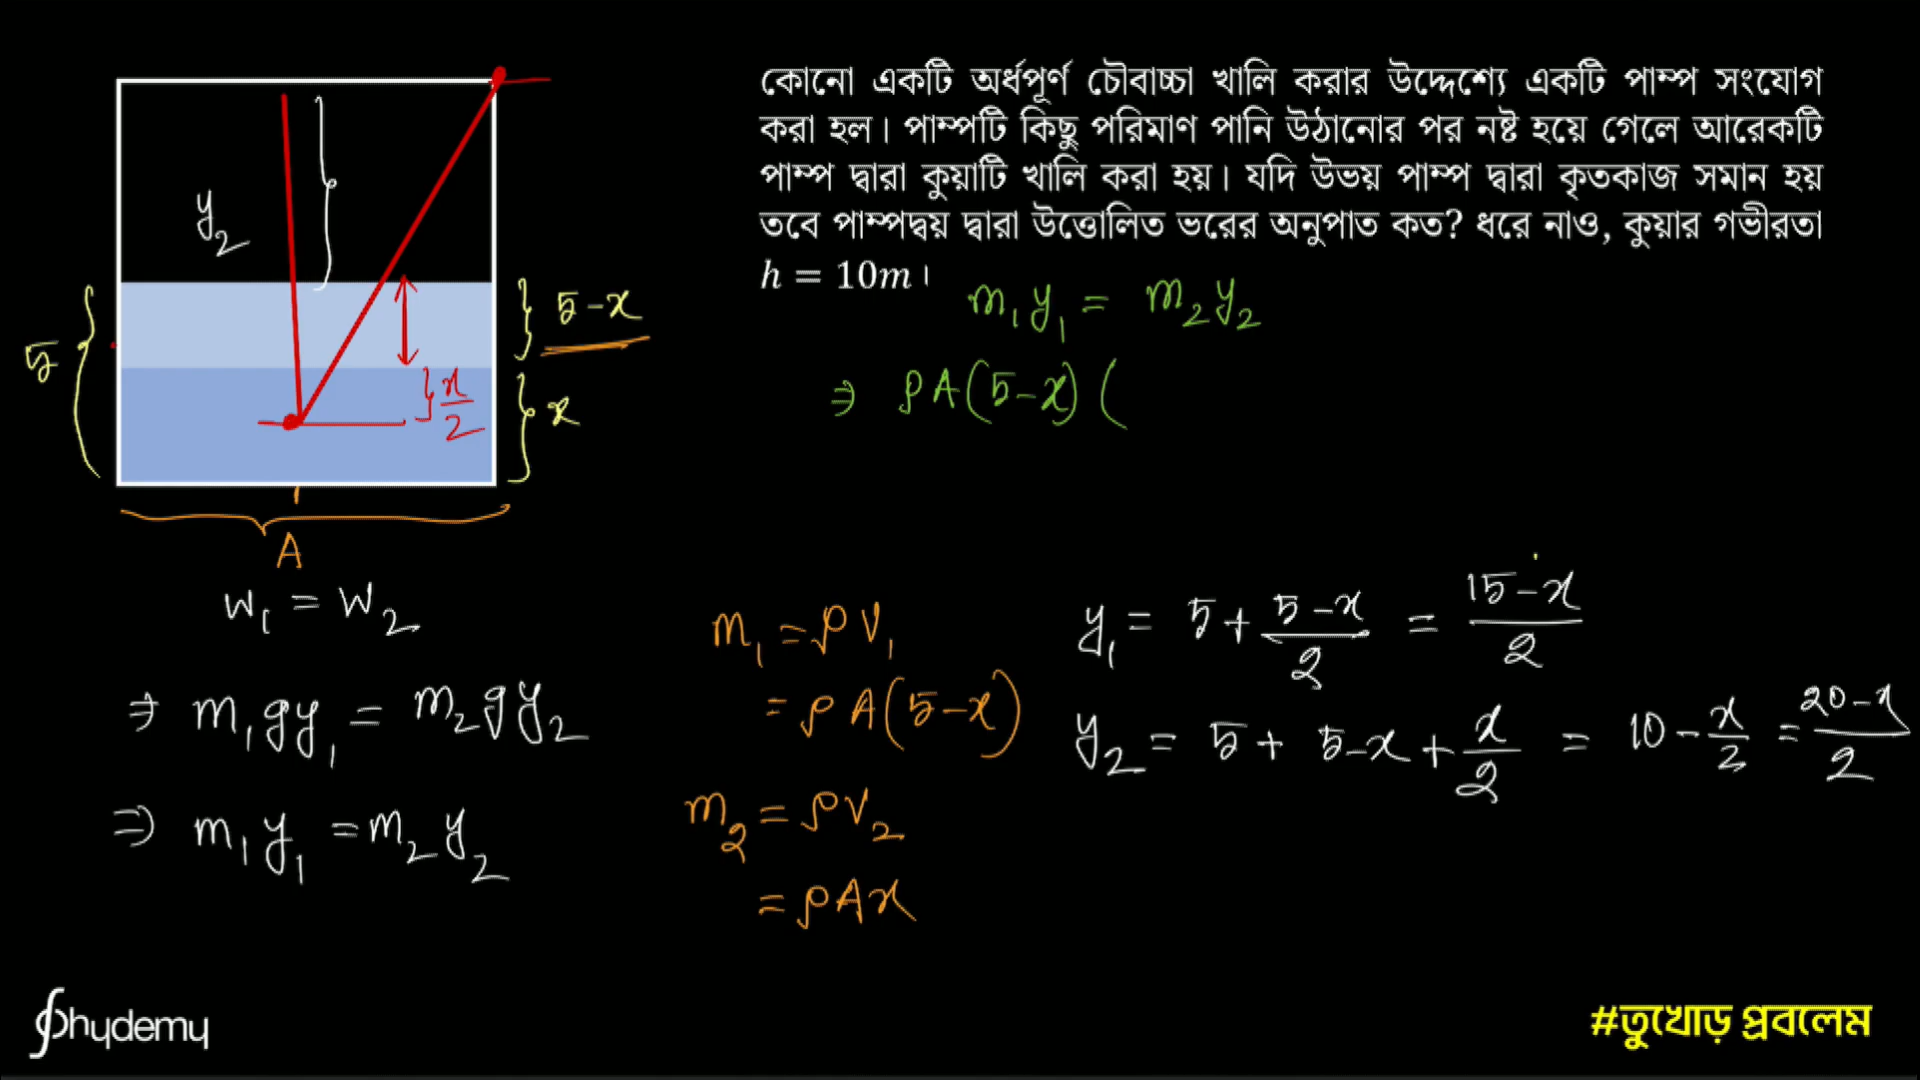 কোনো একটি অর্ধপূর্ণ চৌবাচ্চা খালি করার উদ্দেশ্যে একটি পাম্প সংযোগ
করা হল। পাম্পটি কিছু পরিমাণ পানি উঠানোর পর নষ্ট হয়ে গেলে আরেকটি
পাম্প দ্বারা কুয়াটি খালি করা হয়। যদি উভয় পাম্প দ্বারা কৃতকাজ সমান হয়
তবে পাম্পদ্বয় দ্বারা উত্তোলিত ভরের অনুপাত কত? ধরে নাও, কুয়ার গভীরতা
h = 10m।
m₁y₁ = m₂y₂
⇒ ρA(5-x)(
y₂
5
5-x
x/2
x
A
W₁ = W₂
⇒ m₁gy₁ = m₂gy₂
⇒ m₁y₁ = m₂y₂
m₁ = ρV₁
= ρA(5-x)
m₂ = ρV₂
= ρAx
y₁ = 5 + (5-x)/2 = (15-x)/2
y₂ = 5 + 5-x + x/2 = 10 - x/2 = (20-x)/2
Phydemy
#তুখোড় প্রবলেম